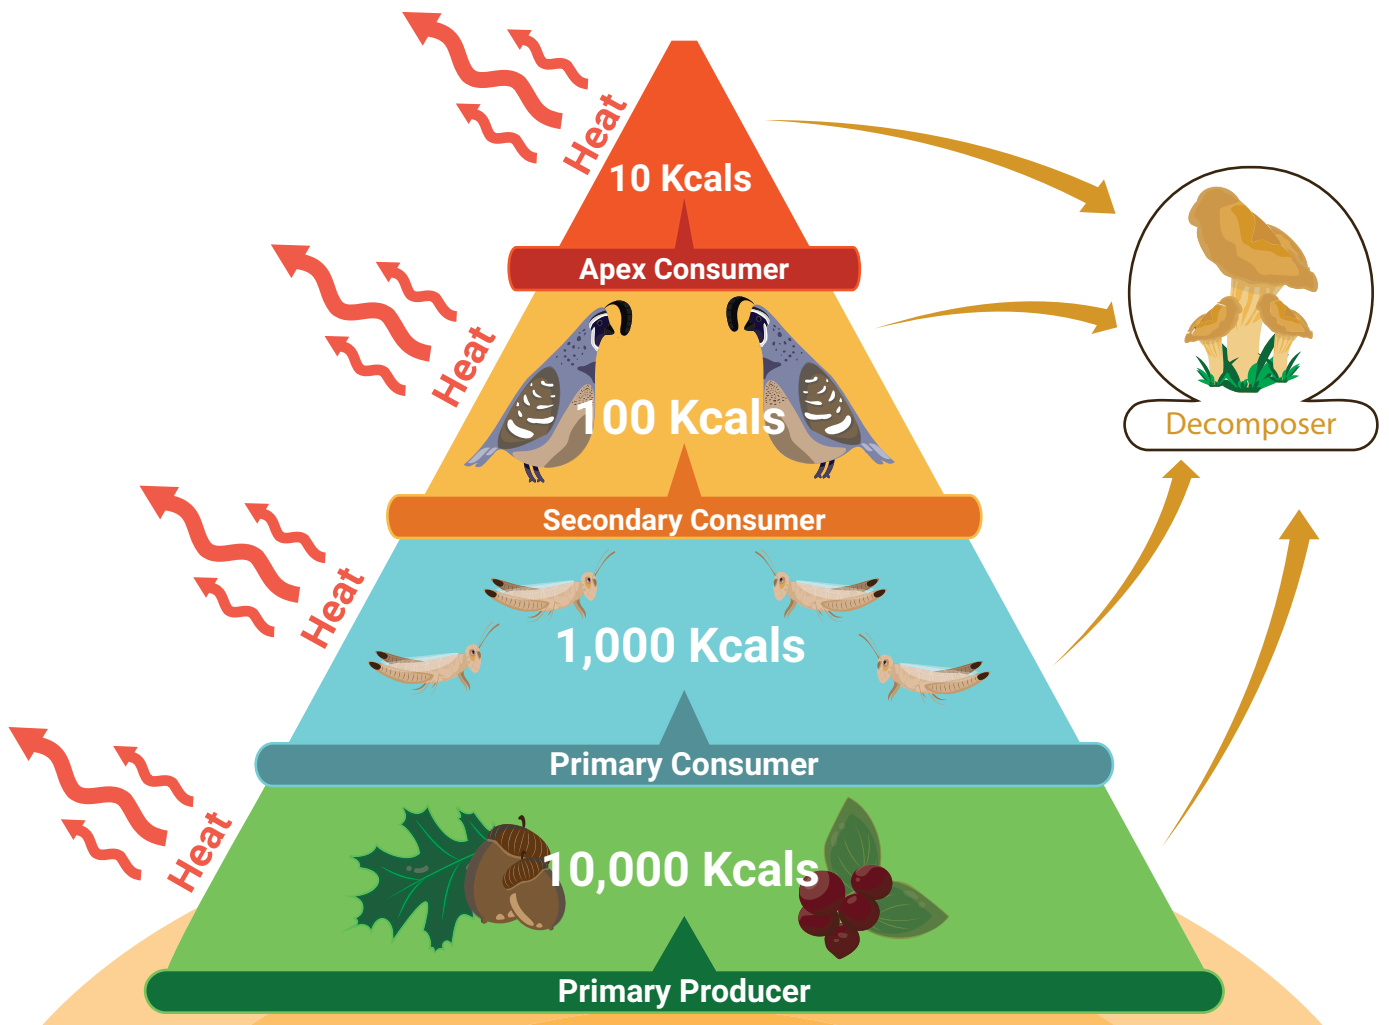 Heat
10 Kcals
Apex Consumer
Heat
100 Kcals
Decomposer
Secondary Consumer
Heat
1,000 Kcals
Primary Consumer
Heat
10,000 Kcals
Primary Producer